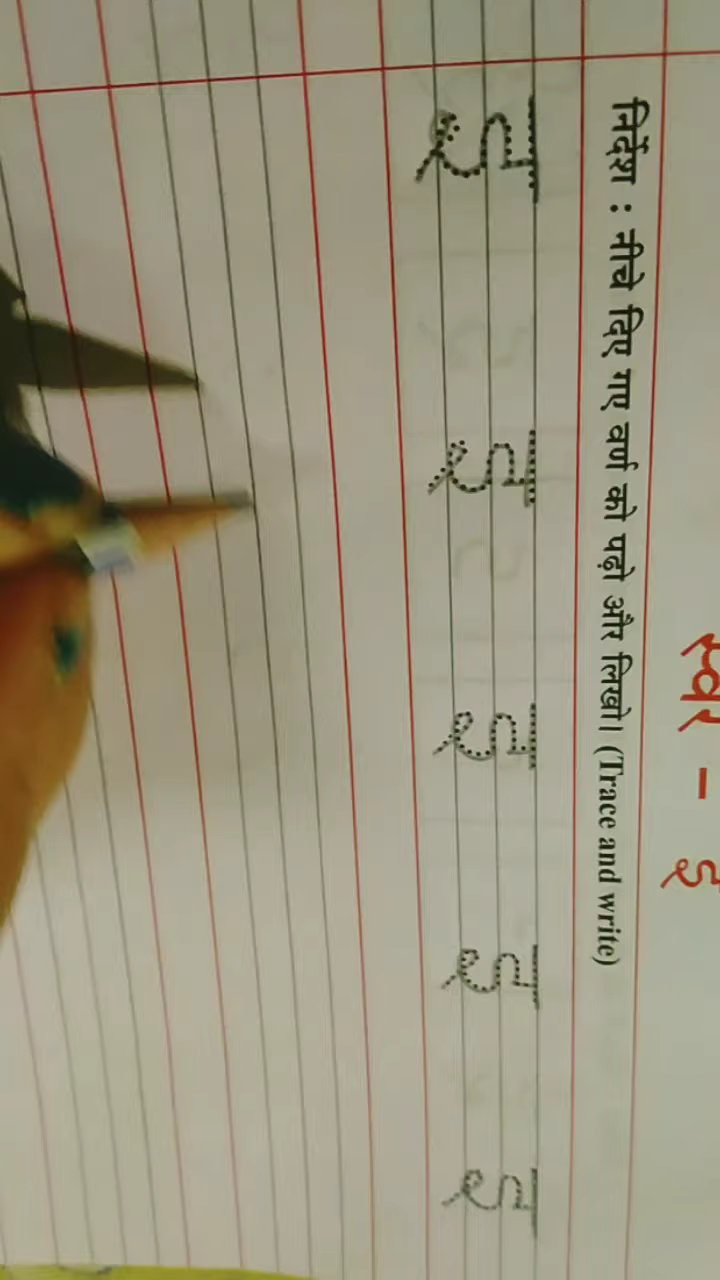 स्वर - इ
निर्देश : नीचे दिए गए वर्ण को पढ़ो और लिखो। (Trace and write)
इ इ इ इ इ